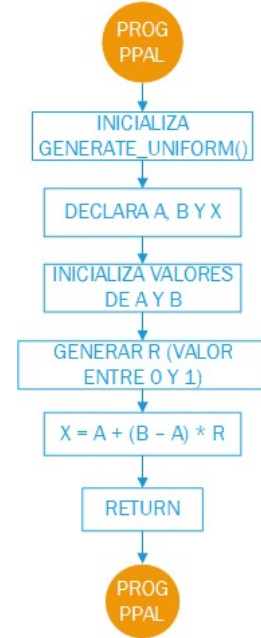 PROG
PPAL
INICIALIZA
GENERATE_UNIFORM()
DECLARA A, B Y X
INICIALIZA VALORES
DE A Y B
GENERAR R (VALOR
ENTRE 0 Y 1)
X = A + (B – A) * R
RETURN
PROG
PPAL